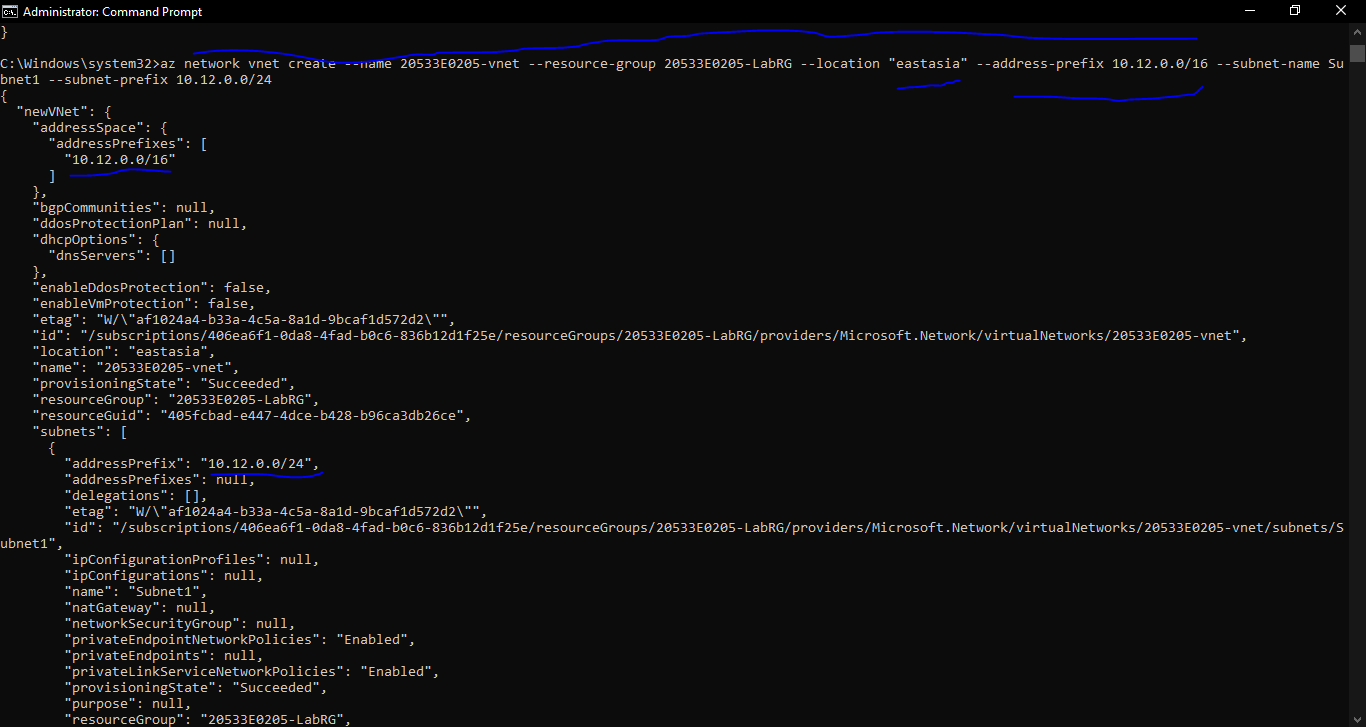 Administrator: Command Prompt
}
C:\Windows\system32>az network vnet create --name 20533E0205-vnet --resource-group 20533E0205-LabRG --location "eastasia" --address-prefix 10.12.0.0/16 --subnet-name Su
bnet1 --subnet-prefix 10.12.0.0/24
{
  "newVNet": {
    "addressSpace": {
      "addressPrefixes": [
        "10.12.0.0/16"
      ]
    },
    "bgpCommunities": null,
    "ddosProtectionPlan": null,
    "dhcpOptions": {
      "dnsServers": []
    },
    "enableDdosProtection": false,
    "enableVmProtection": false,
    "etag": "W/\"af1024a4-b33a-4c5a-8a1d-9bcaf1d572d2\"",
    "id": "/subscriptions/406ea6f1-0da8-4fad-b0c6-836b12d1f25e/resourceGroups/20533E0205-LabRG/providers/Microsoft.Network/virtualNetworks/20533E0205-vnet",
    "location": "eastasia",
    "name": "20533E0205-vnet",
    "provisioningState": "Succeeded",
    "resourceGroup": "20533E0205-LabRG",
    "resourceGuid": "405fcbad-e447-4dce-b428-b96ca3db26ce",
    "subnets": [
      {
        "addressPrefix": "10.12.0.0/24",
        "addressPrefixes": null,
        "delegations": [],
        "etag": "W/\"af1024a4-b33a-4c5a-8a1d-9bcaf1d572d2\"",
        "id": "/subscriptions/406ea6f1-0da8-4fad-b0c6-836b12d1f25e/resourceGroups/20533E0205-LabRG/providers/Microsoft.Network/virtualNetworks/20533E0205-vnet/subnets/S
ubnet1",
        "ipConfigurationProfiles": null,
        "ipConfigurations": null,
        "name": "Subnet1",
        "natGateway": null,
        "networkSecurityGroup": null,
        "privateEndpointNetworkPolicies": "Enabled",
        "privateEndpoints": null,
        "privateLinkServiceNetworkPolicies": "Enabled",
        "provisioningState": "Succeeded",
        "purpose": null,
        "resourceGroup": "20533E0205-LabRG",